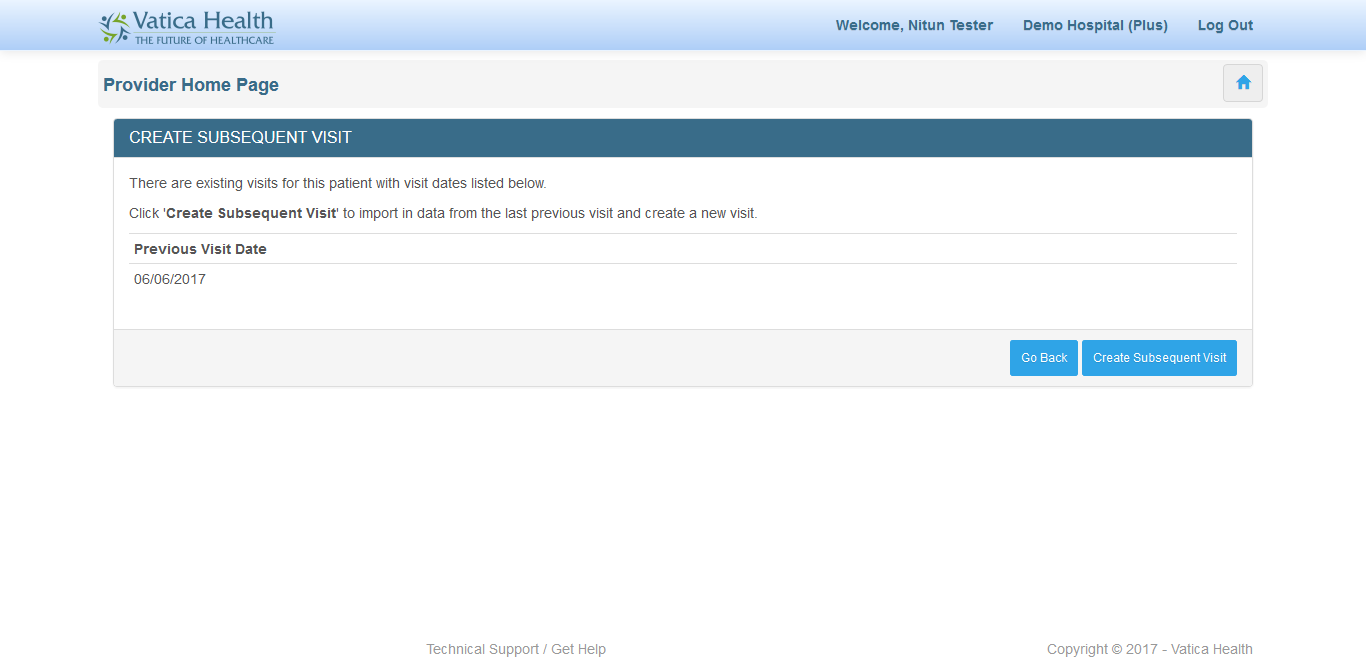 Vatica Health
THE FUTURE OF HEALTHCARE
Welcome, Nitun Tester
Demo Hospital (Plus)
Log Out
Provider Home Page
CREATE SUBSEQUENT VISIT
There are existing visits for this patient with visit dates listed below.
Click 'Create Subsequent Visit' to import in data from the last previous visit and create a new visit.
Previous Visit Date
06/06/2017
Go Back
Create Subsequent Visit
Technical Support / Get Help
Copyright © 2017 - Vatica Health